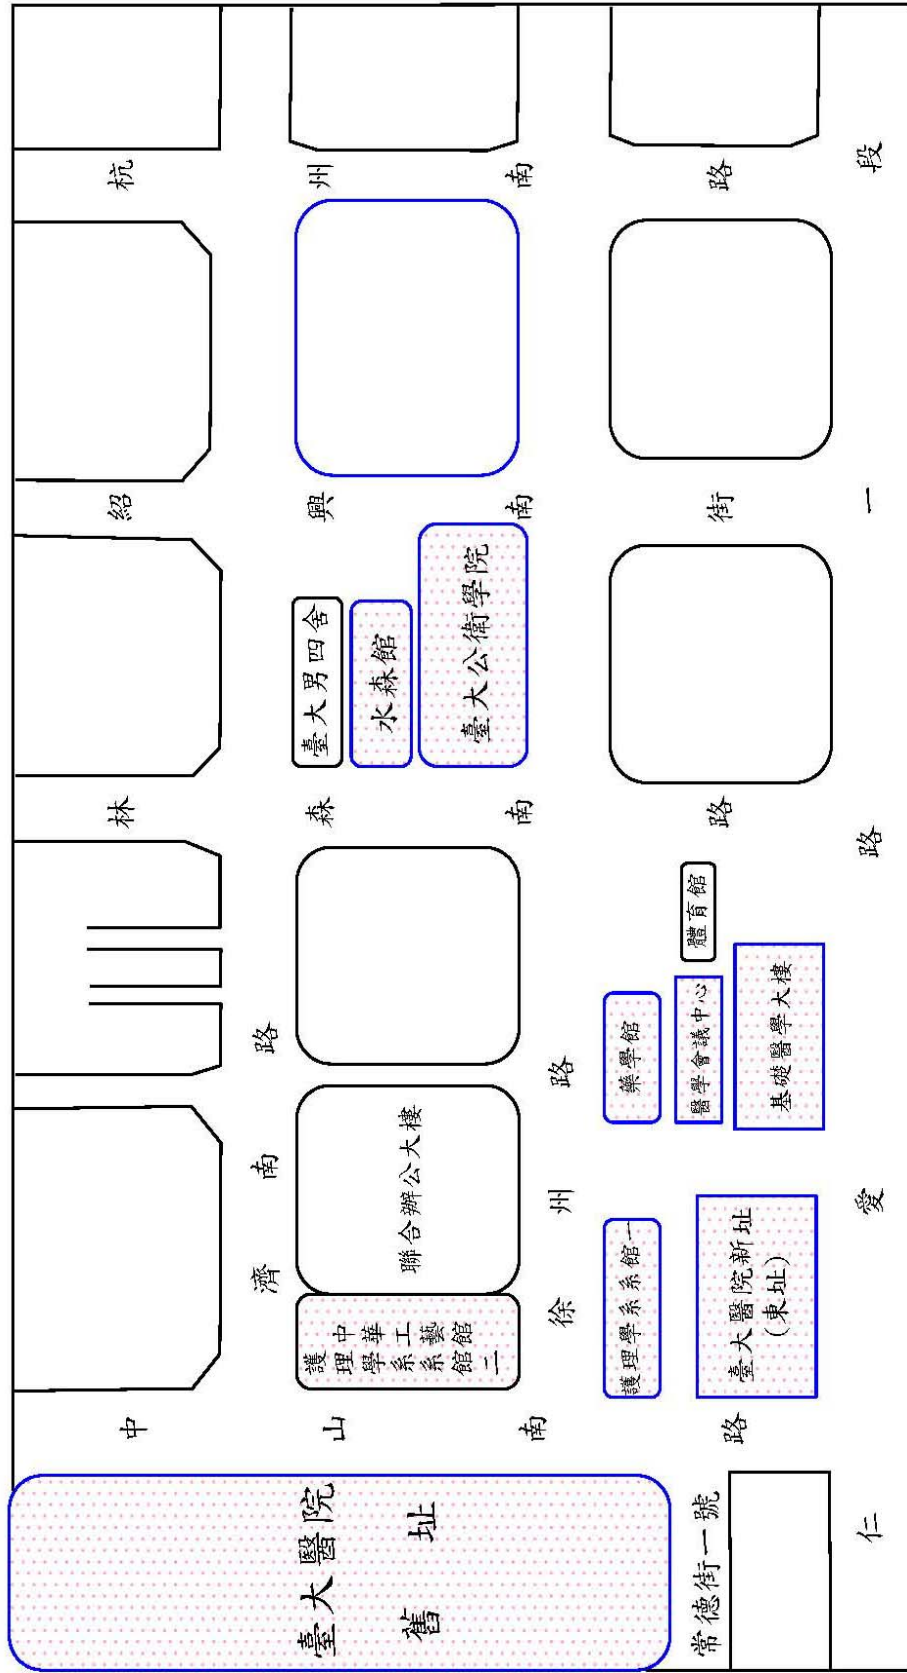 臺大醫院
舊址
常德街一號
中山南路
濟南路
徐州路
仁愛路一段
護理學系系館二
中華工藝館
聯合辦公大樓
護理學系系館一
臺大醫院新址
(東址)
藥學館
醫學會議中心
基礎醫學大樓
體育館
林森南路
臺大男四舍
水森館
臺大公衛學院
紹興南街
杭州南路